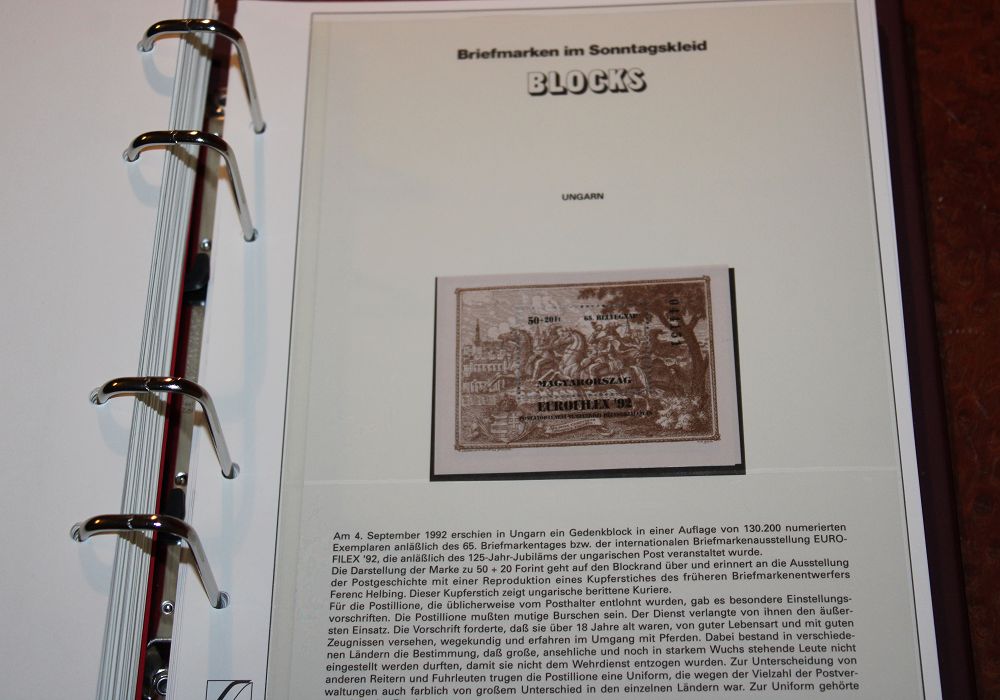 Briefmarken im Sonntagskleid
BLOCKS
UNGARN
50+20Ft 65. BÉLYEGNAP
MAGYARORSZÁG
EUROFILEX '92
Am 4. September 1992 erschien in Ungarn ein Gedenkblock in einer Auflage von 130.200 numerierten
Exemplaren anläßlich des 65. Briefmarkentages bzw. der internationalen Briefmarkenausstellung EURO-
FILEX '92, die anläßlich des 125-Jahr-Jubiläms der ungarischen Post veranstaltet wurde.
Die Darstellung der Marke zu 50 + 20 Forint geht auf den Blockrand über und erinnert an die Ausstellung
der Postgeschichte mit einer Reproduktion eines Kupferstiches des früheren Briefmarkenentwerfers
Ferenc Helbing. Dieser Kupferstich zeigt ungarische berittene Kuriere.
Für die Postillione, die üblicherweise vom Posthalter entlohnt wurden, gab es besondere Einstellungs-
vorschriften. Die Postillione mußten mutige Burschen sein. Der Dienst verlangte von ihnen den äußer-
sten Einsatz. Die Vorschrift forderte, daß sie über 18 Jahre alt waren, von guter Lebensart und mit guten
Zeugnissen versehen, wegekundig und erfahren im Umgang mit Pferden. Dabei bestand in verschiede-
nen Ländern die Bestimmung, daß große, ansehliche und noch in starkem Wuchs stehende Leute nicht
eingestellt werden durften, damit sie nicht dem Wehrdienst entzogen wurden. Zur Unterscheidung von
anderen Reitern und Fuhrleuten trugen die Postillione eine Uniform, die wegen der Vielzahl der Postver-
waltungen auch farblich von großem Unterschied in den einzelnen Ländern war. Zur Uniform gehörte